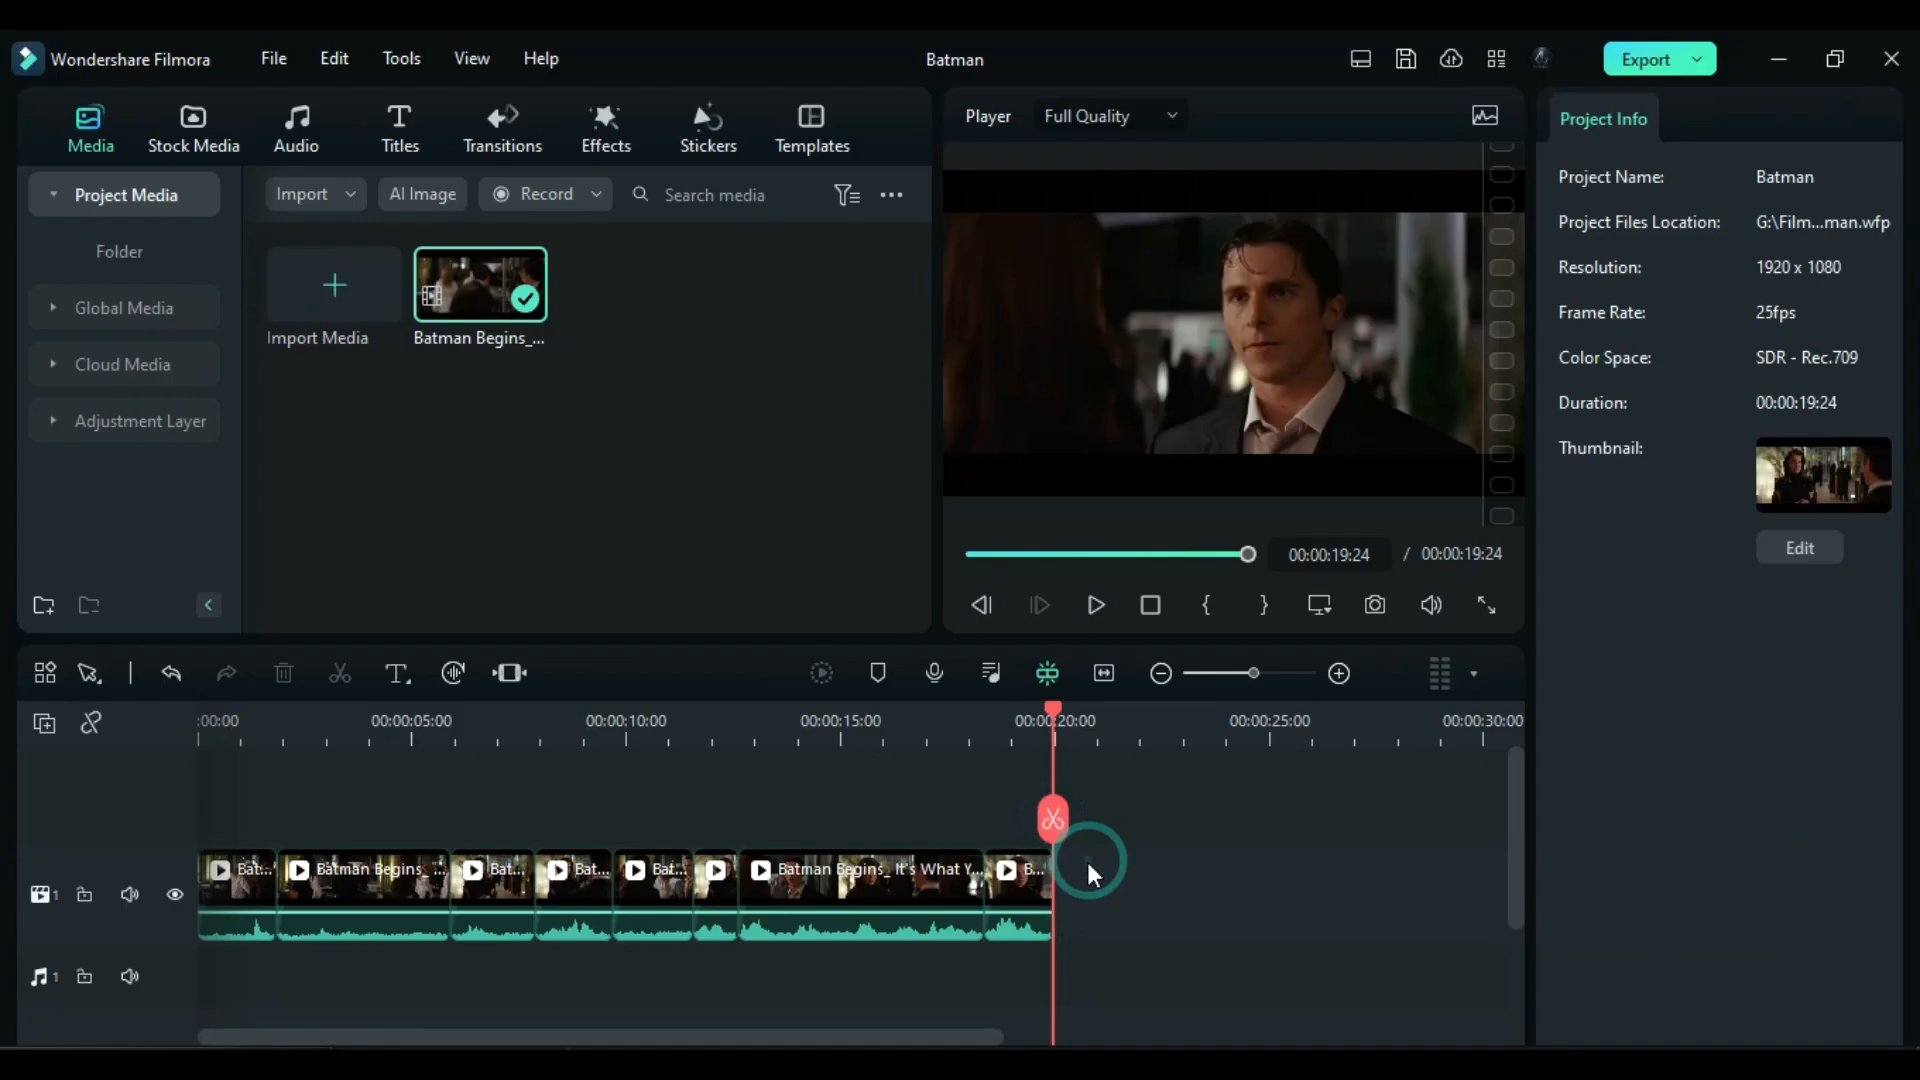 Wondershare Filmora File Edit Tools View Help Batman Export
Media Stock Media Audio Titles Transitions Effects Stickers Templates
Project Media
Folder
Global Media
Cloud Media
Adjustment Layer
Import AI Image Record Search media
Import Media Batman Begins_...
Player Full Quality
00:00:19:24 / 00:00:19:24
Project Info
Project Name: Batman
Project Files Location: G:\Film...man.wfp
Resolution: 1920 x 1080
Frame Rate: 25fps
Color Space: SDR - Rec.709
Duration: 00:00:19:24
Thumbnail:
Edit
:00:00 00:00:05:00 00:00:10:00 00:00:15:00 00:00:20:00 00:00:25:00 00:00:30:00
1 Bat... Batman Begins_ ... Bat... Bat... Bat... Batman Begins_ It's What Y... B...
1